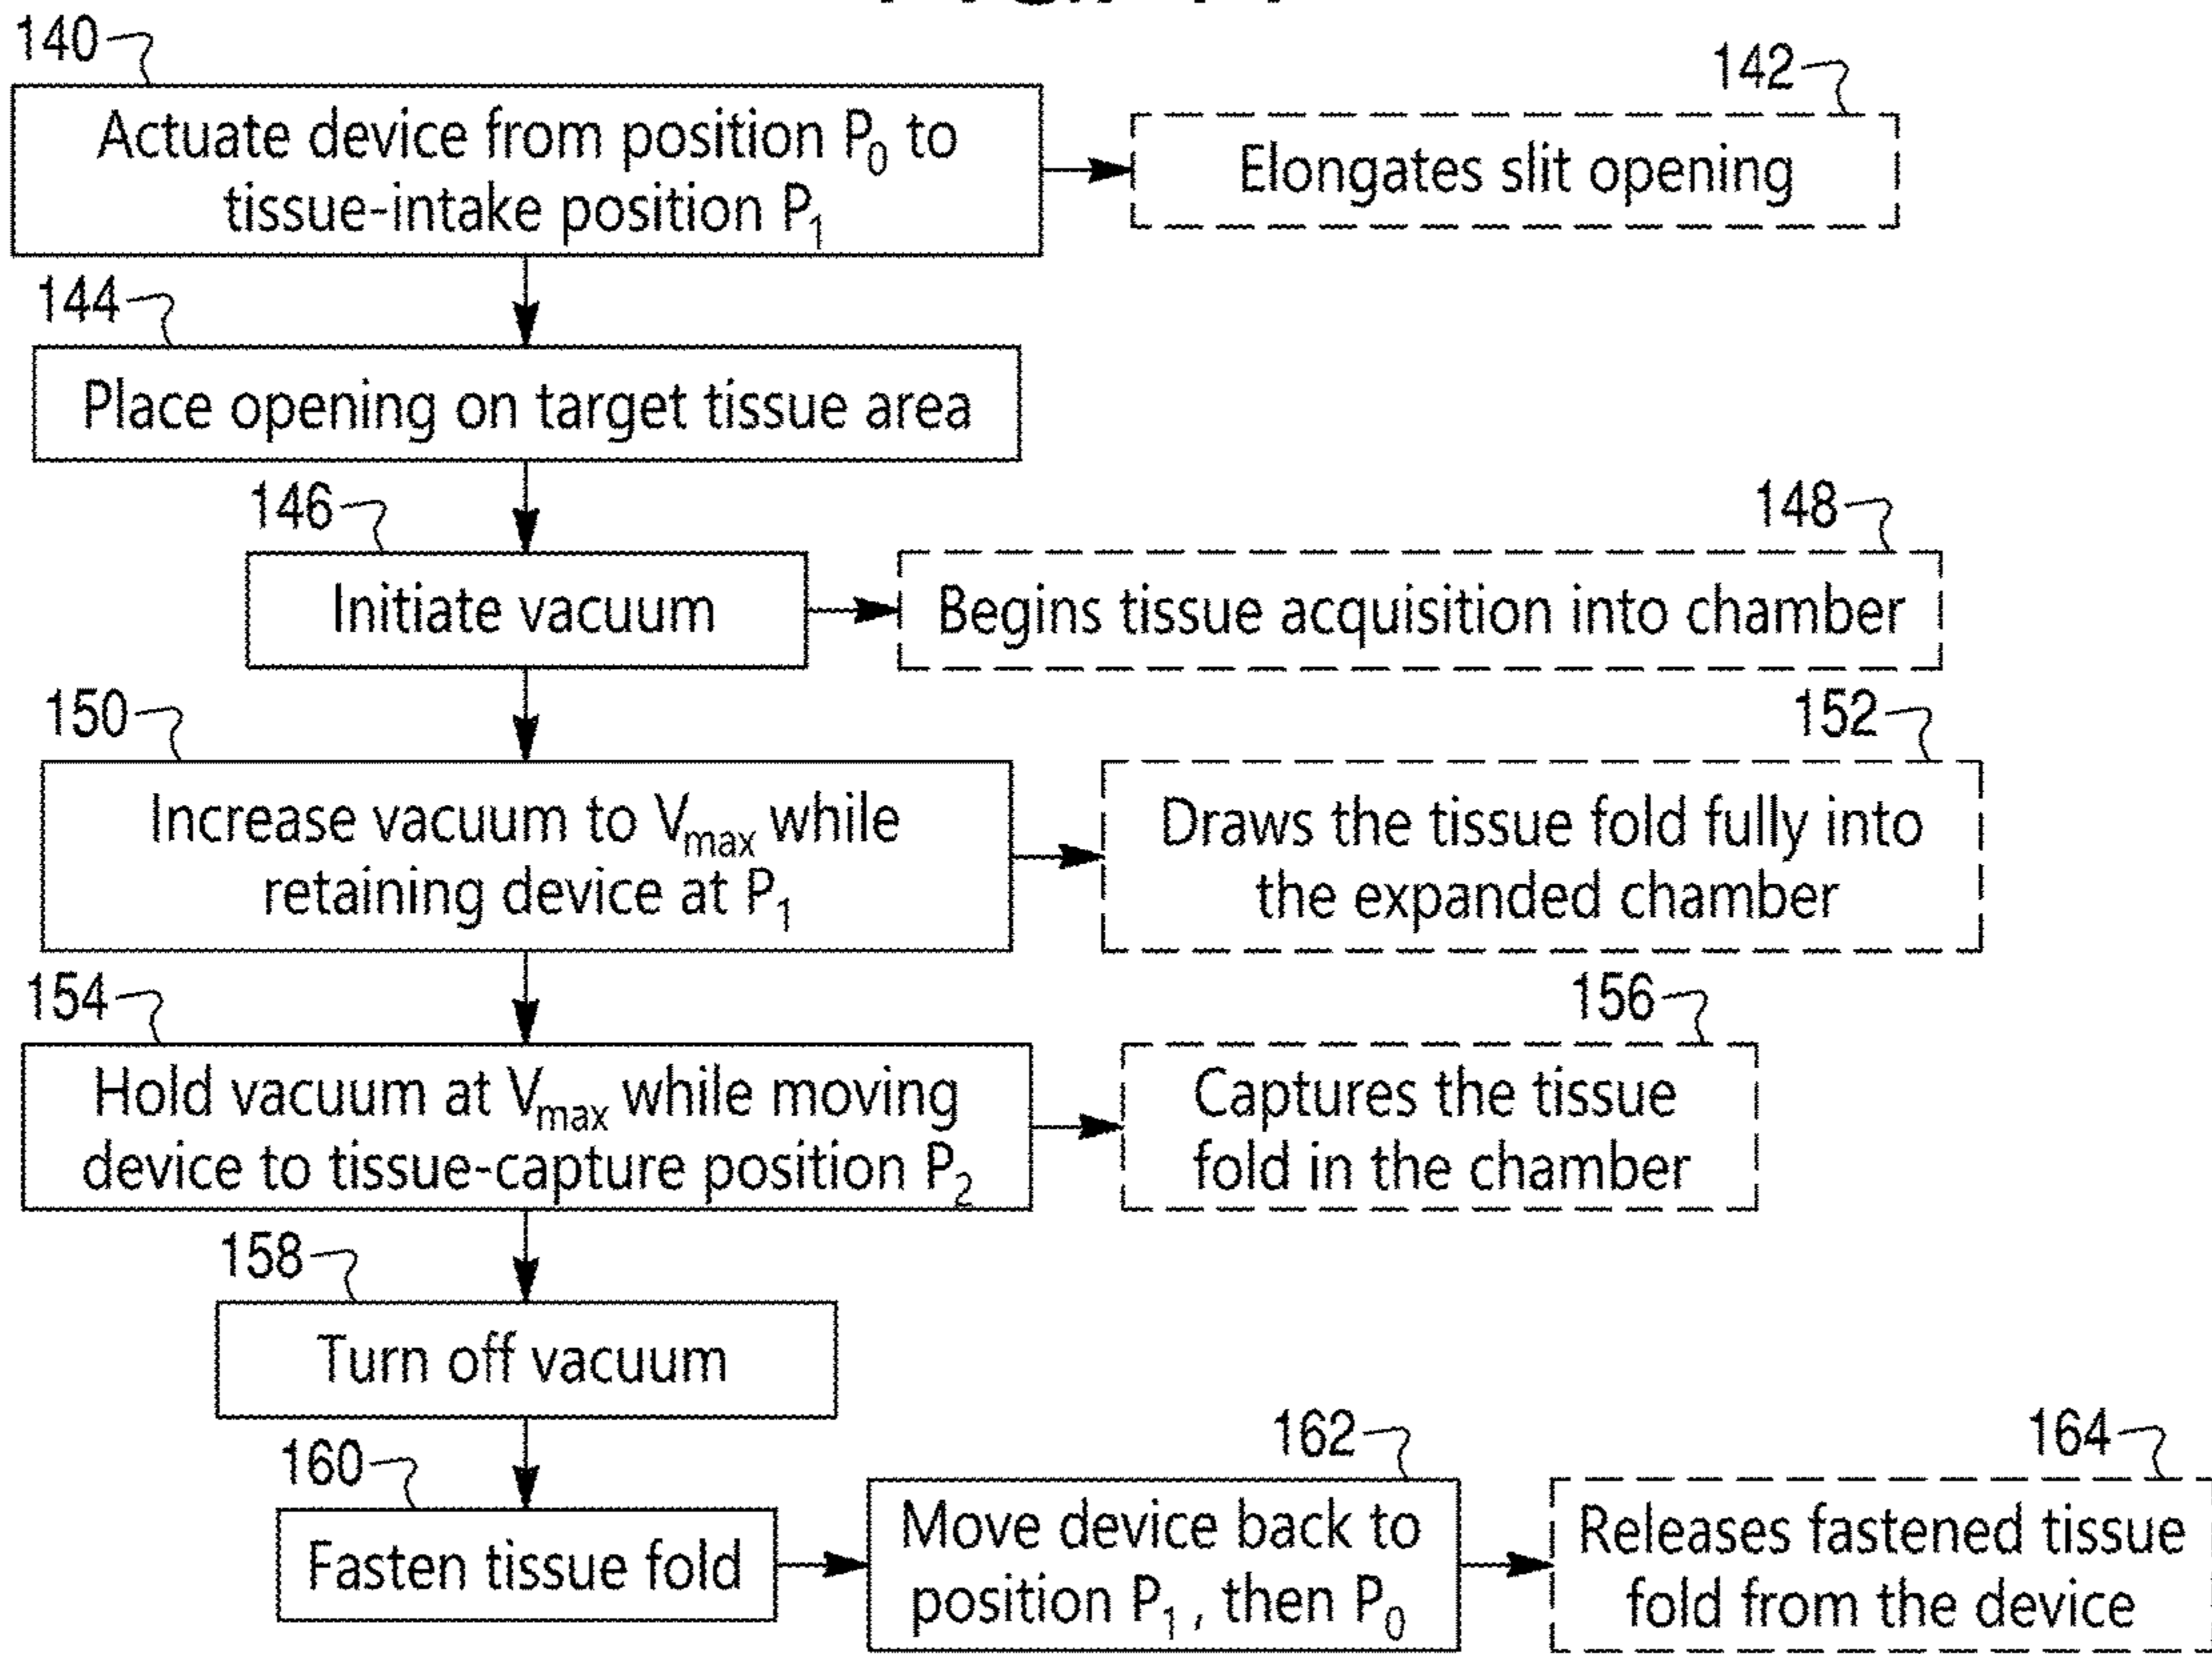 140
142
Actuate device from position P₀ to
tissue-intake position P₁
Elongates slit opening
144
Place opening on target tissue area
146
148
Initiate vacuum
Begins tissue acquisition into chamber
150
152
Increase vacuum to Vmax while
retaining device at P₁
Draws the tissue fold fully into
the expanded chamber
154
156
Hold vacuum at Vmax while moving
device to tissue-capture position P₂
Captures the tissue
fold in the chamber
158
Turn off vacuum
160
162
164
Fasten tissue fold
Move device back to
position P₁, then P₀
Releases fastened tissue
fold from the device